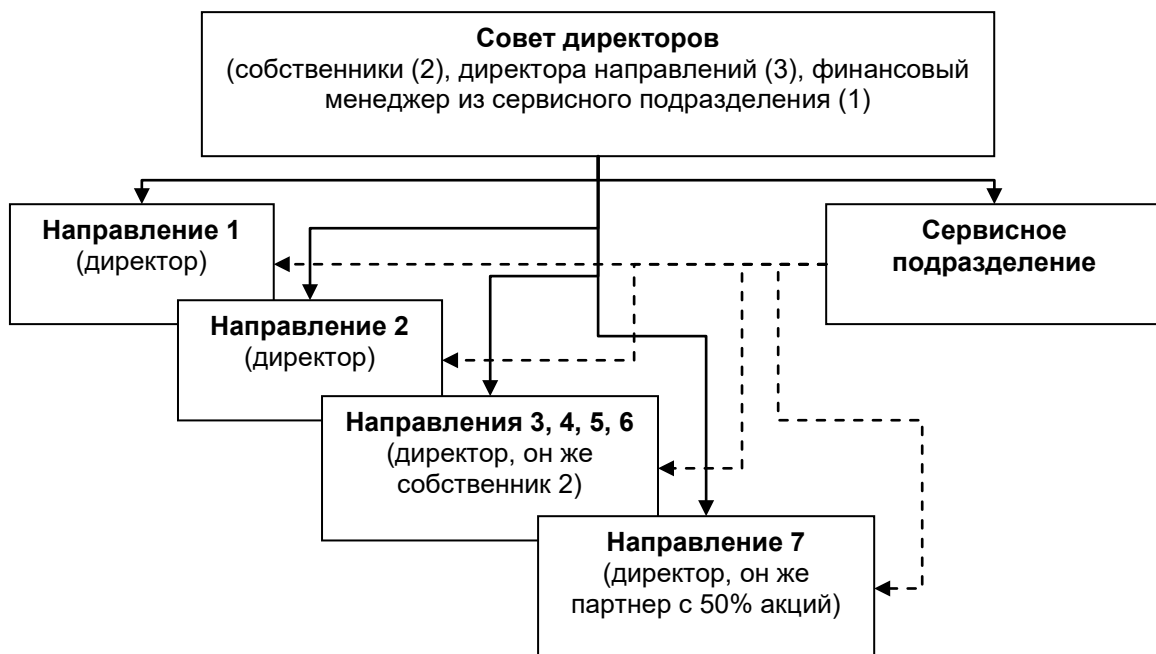 Совет директоров
(собственники (2), директора направлений (3), финансовый
менеджер из сервисного подразделения (1)
Направление 1
(директор)
Сервисное
подразделение
Направление 2
(директор)
Направления 3, 4, 5, 6
(директор, он же
собственник 2)
Направление 7
(директор, он же
партнер с 50% акций)